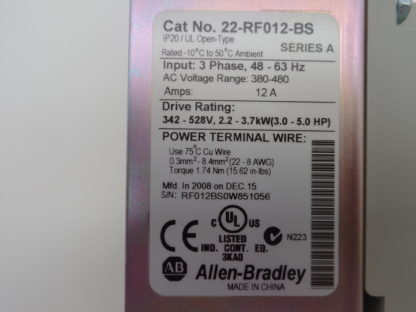 Cat No. 22-RF012-BS
IP20 / UL Open-Type
SERIES A
Rated -10°C to 50°C Ambient
Input: 3 Phase, 48 - 63 Hz
AC Voltage Range: 380-480
Amps: 12 A
Drive Rating:
342 - 528V, 2.2 - 3.7kW(3.0 - 5.0 HP)
POWER TERMINAL WIRE:
Use 75°C Cu Wire
0.3mm² - 8.4mm² (22 - 8 AWG)
Torque 1.74 Nm (15.62 in-lbs)
Mfd. In 2008 on DEC.15
S/N: RF012BS0W851056
C UL US
LISTED
IND. CONT. EQ.
3KA0
N223
AB Allen-Bradley
MADE IN CHINA